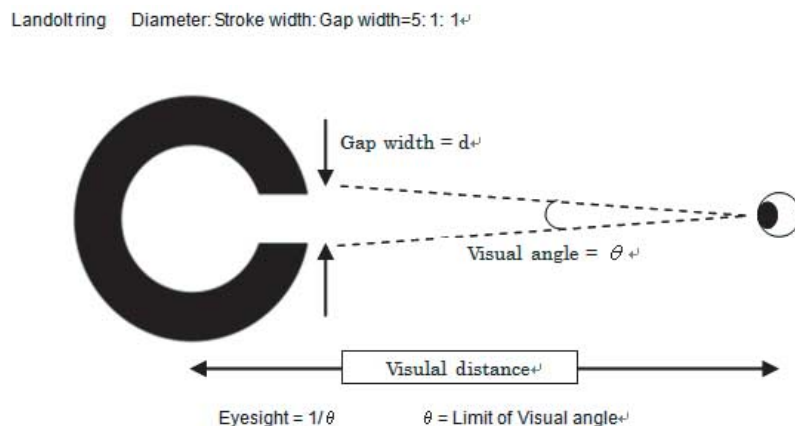 Landolt ring Diameter: Stroke width: Gap width=5: 1: 1↵
Gap width = d↵
Visual angle = θ ↵
Visulal distance↵
Eyesight = 1/θ θ = Limit of Visual angle↵